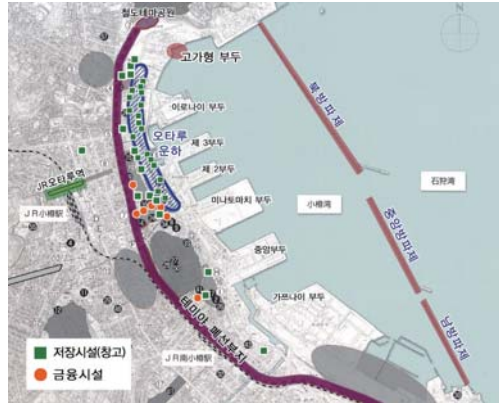 철도테마공원
고가형 부두
북방파제
이로나이 부두
오타루
운하
제 3부두
제 2부두
石狩湾
JR오타루역
미나토마치 부두
小樽湾
JR小樽駅
중앙방파제
중앙부두
가쯔나이 부두
테미야 폐선부지
남방파제
JR南小樽駅
저장시설(창고)
금융시설